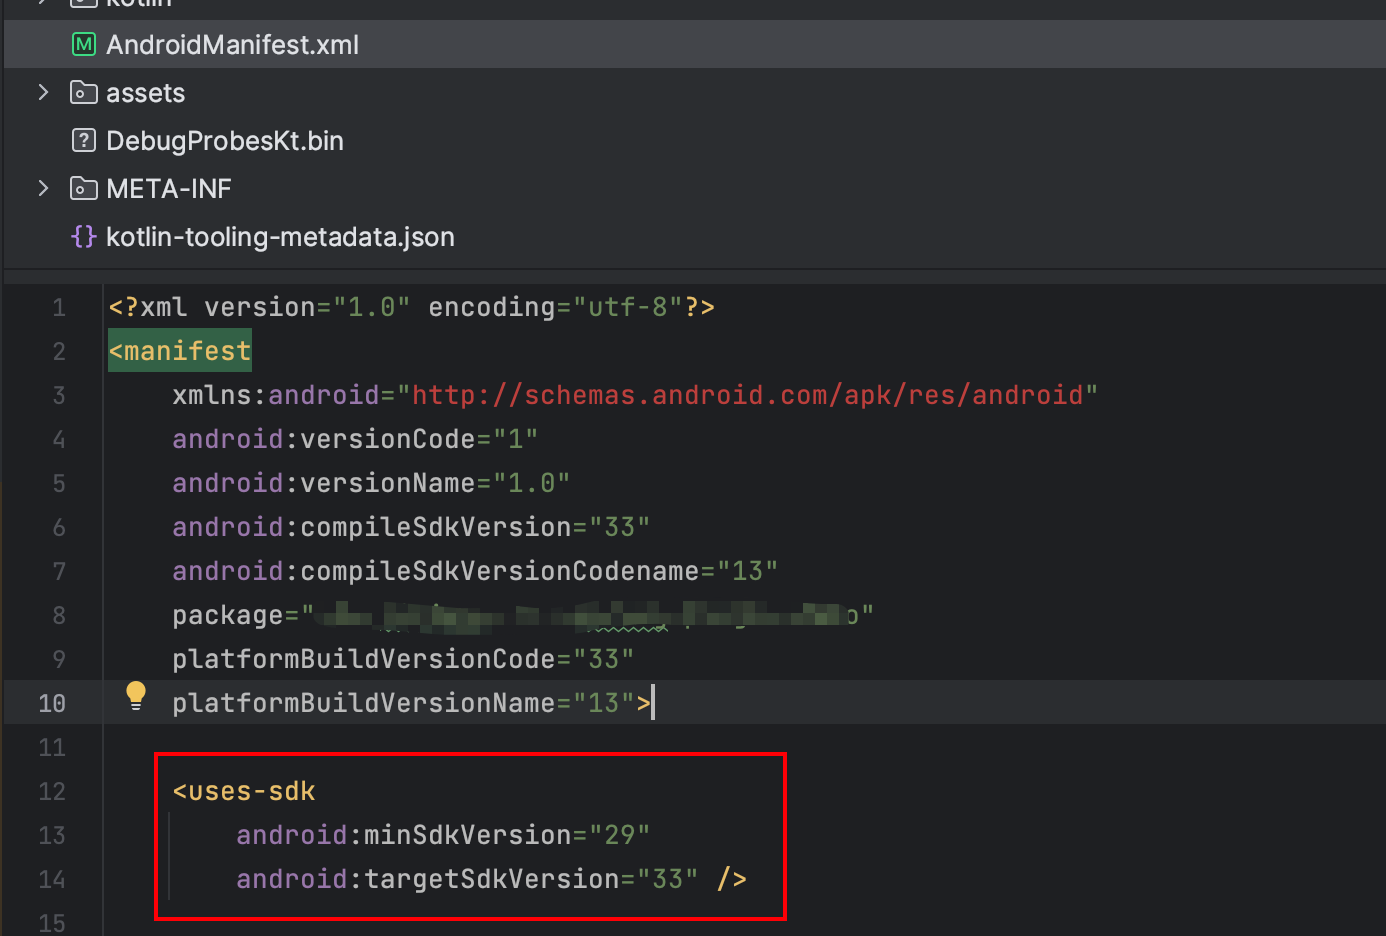 kotlin
AndroidManifest.xml
assets
DebugProbesKt.bin
META-INF
{} kotlin-tooling-metadata.json
1 <?xml version="1.0" encoding="utf-8"?>
2 <manifest
3 xmlns:android="http://schemas.android.com/apk/res/android"
4 android:versionCode="1"
5 android:versionName="1.0"
6 android:compileSdkVersion="33"
7 android:compileSdkVersionCodename="13"
8 package="
9 platformBuildVersionCode="33"
10 platformBuildVersionName="13">
11
12 <uses-sdk
13 android:minSdkVersion="29"
14 android:targetSdkVersion="33" />
15